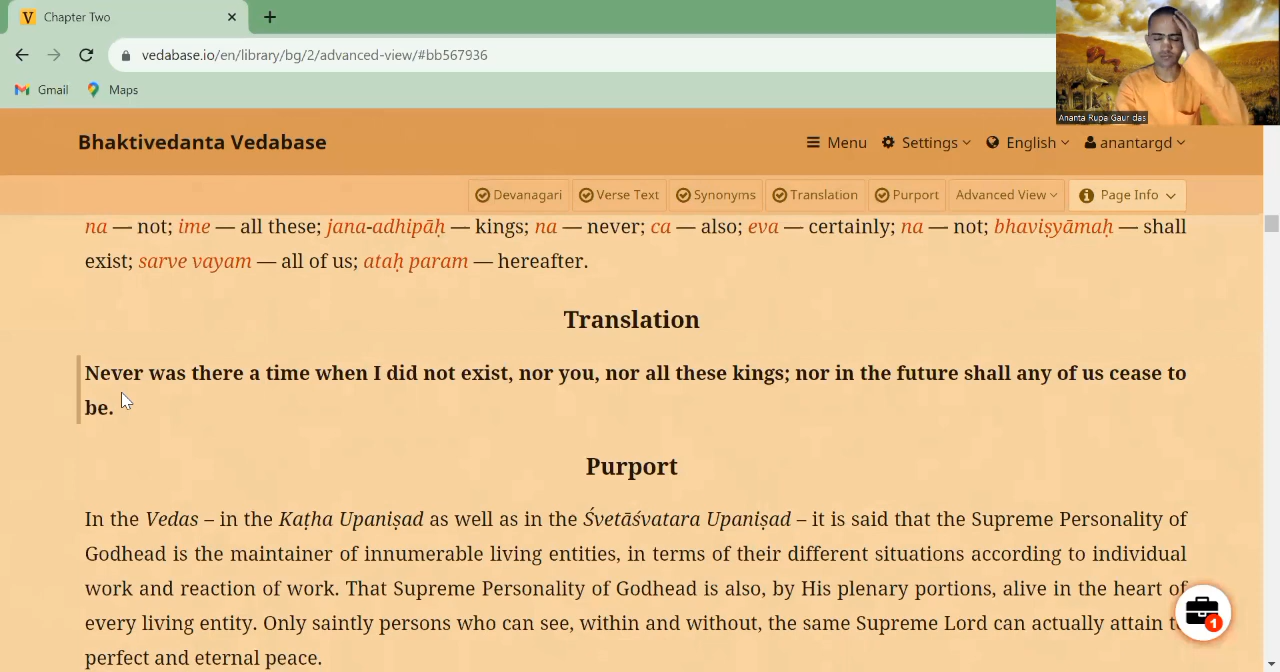 Chapter Two
vedabase.io/en/library/bg/2/advanced-view/#bb567936
Gmail Maps
Ananta Rupa Gaur das
Bhaktivedanta Vedabase
Menu Settings English anantargd
Devanagari Verse Text Synonyms Translation Purport Advanced View Page Info
na — not; ime — all these; jana-adhipāḥ — kings; na — never; ca — also; eva — certainly; na — not; bhaviṣyāmaḥ — shall
exist; sarve vayam — all of us; ataḥ param — hereafter.
Translation
Never was there a time when I did not exist, nor you, nor all these kings; nor in the future shall any of us cease to
be.
Purport
In the Vedas – in the Kaṭha Upaniṣad as well as in the Śvetāśvatara Upaniṣad – it is said that the Supreme Personality of
Godhead is the maintainer of innumerable living entities, in terms of their different situations according to individual
work and reaction of work. That Supreme Personality of Godhead is also, by His plenary portions, alive in the heart of
every living entity. Only saintly persons who can see, within and without, the same Supreme Lord can actually attain to
perfect and eternal peace.
1